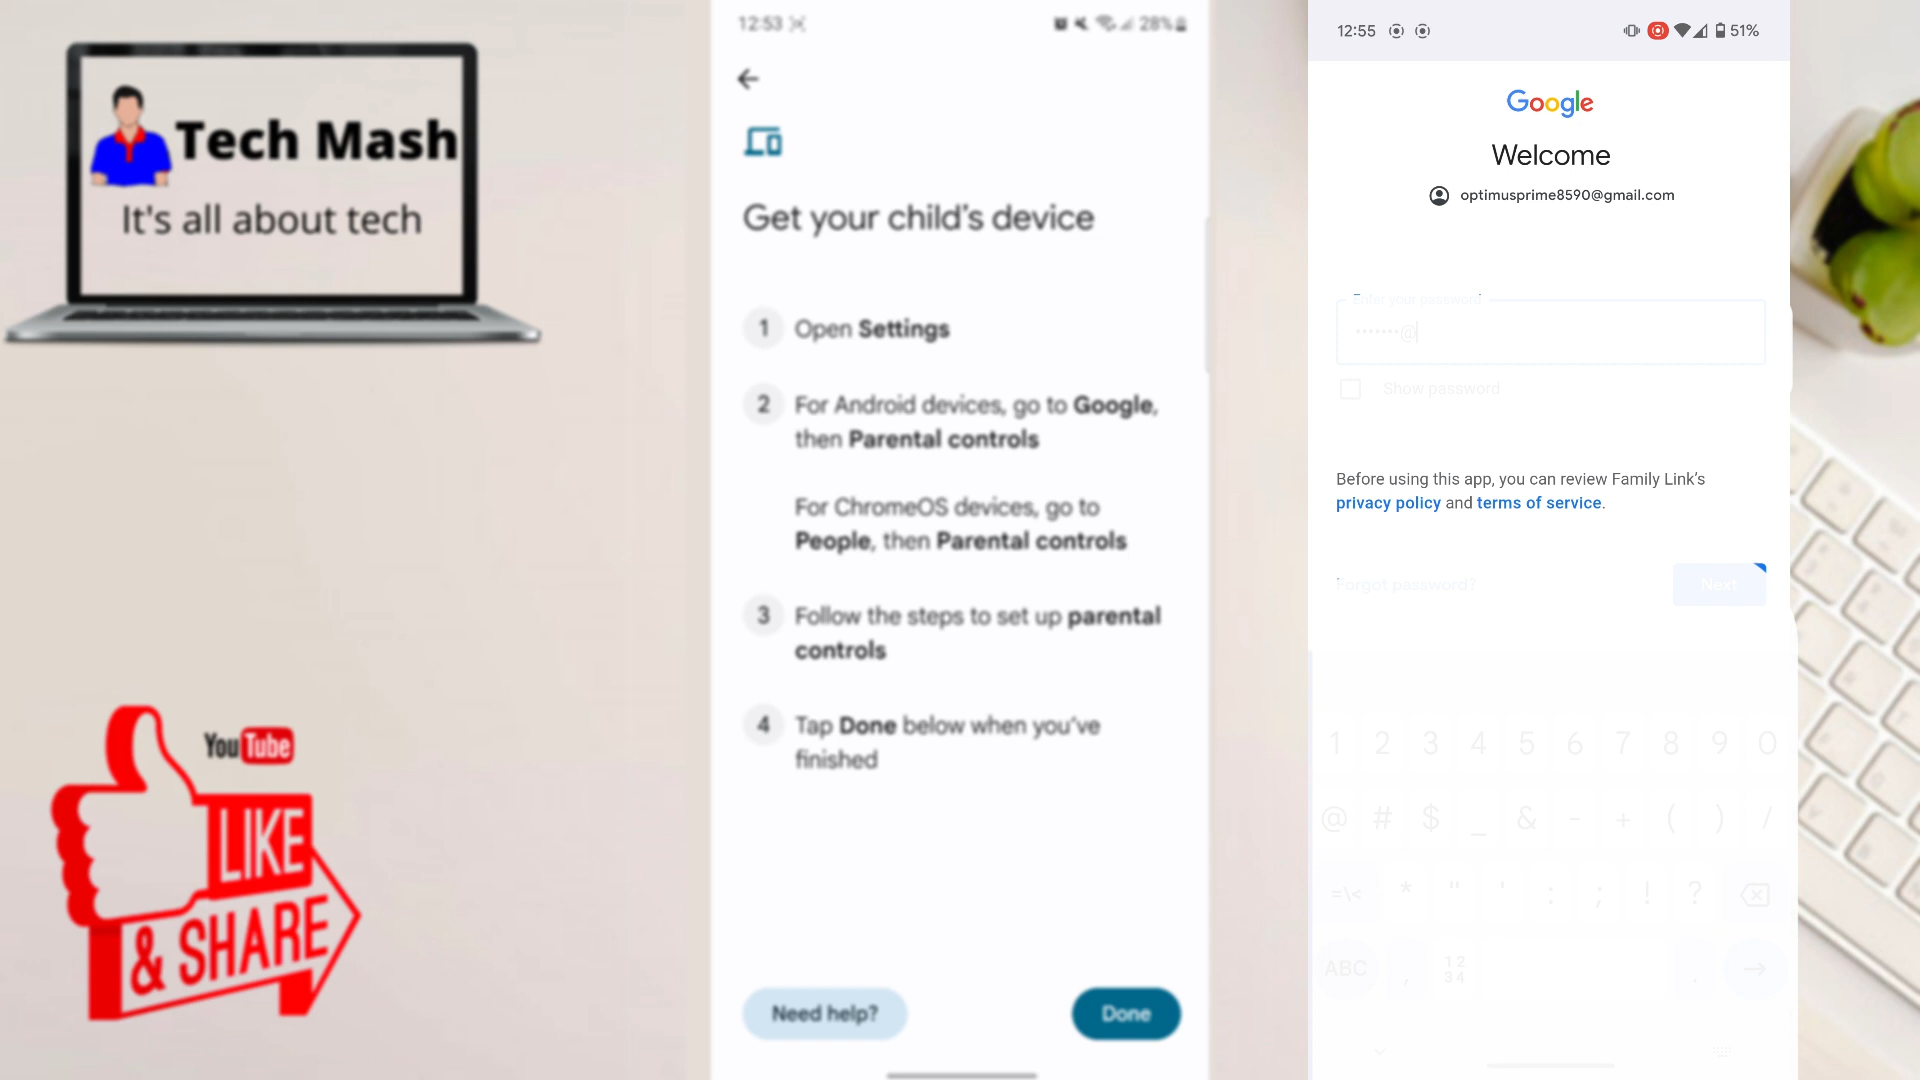 Tech Mash
It's all about tech
YouTube
LIKE
& SHARE
12:53
28%
Get your child's device
1 Open Settings
2 For Android devices, go to Google,
then Parental controls
For ChromeOS devices, go to
People, then Parental controls
3 Follow the steps to set up parental
controls
4 Tap Done below when you've
finished
Need help?
Done
12:55
51%
Google
Welcome
optimusprime8590@gmail.com
Enter your password
•••••••@
Show password
Before using this app, you can review Family Link's
privacy policy and terms of service.
Forgot password?
Next
1 2 3 4 5 6 7 8 9 0
@ # $ _ & - + ( ) /
=\< * " ' : ; ! ?
ABC , 12
34 .